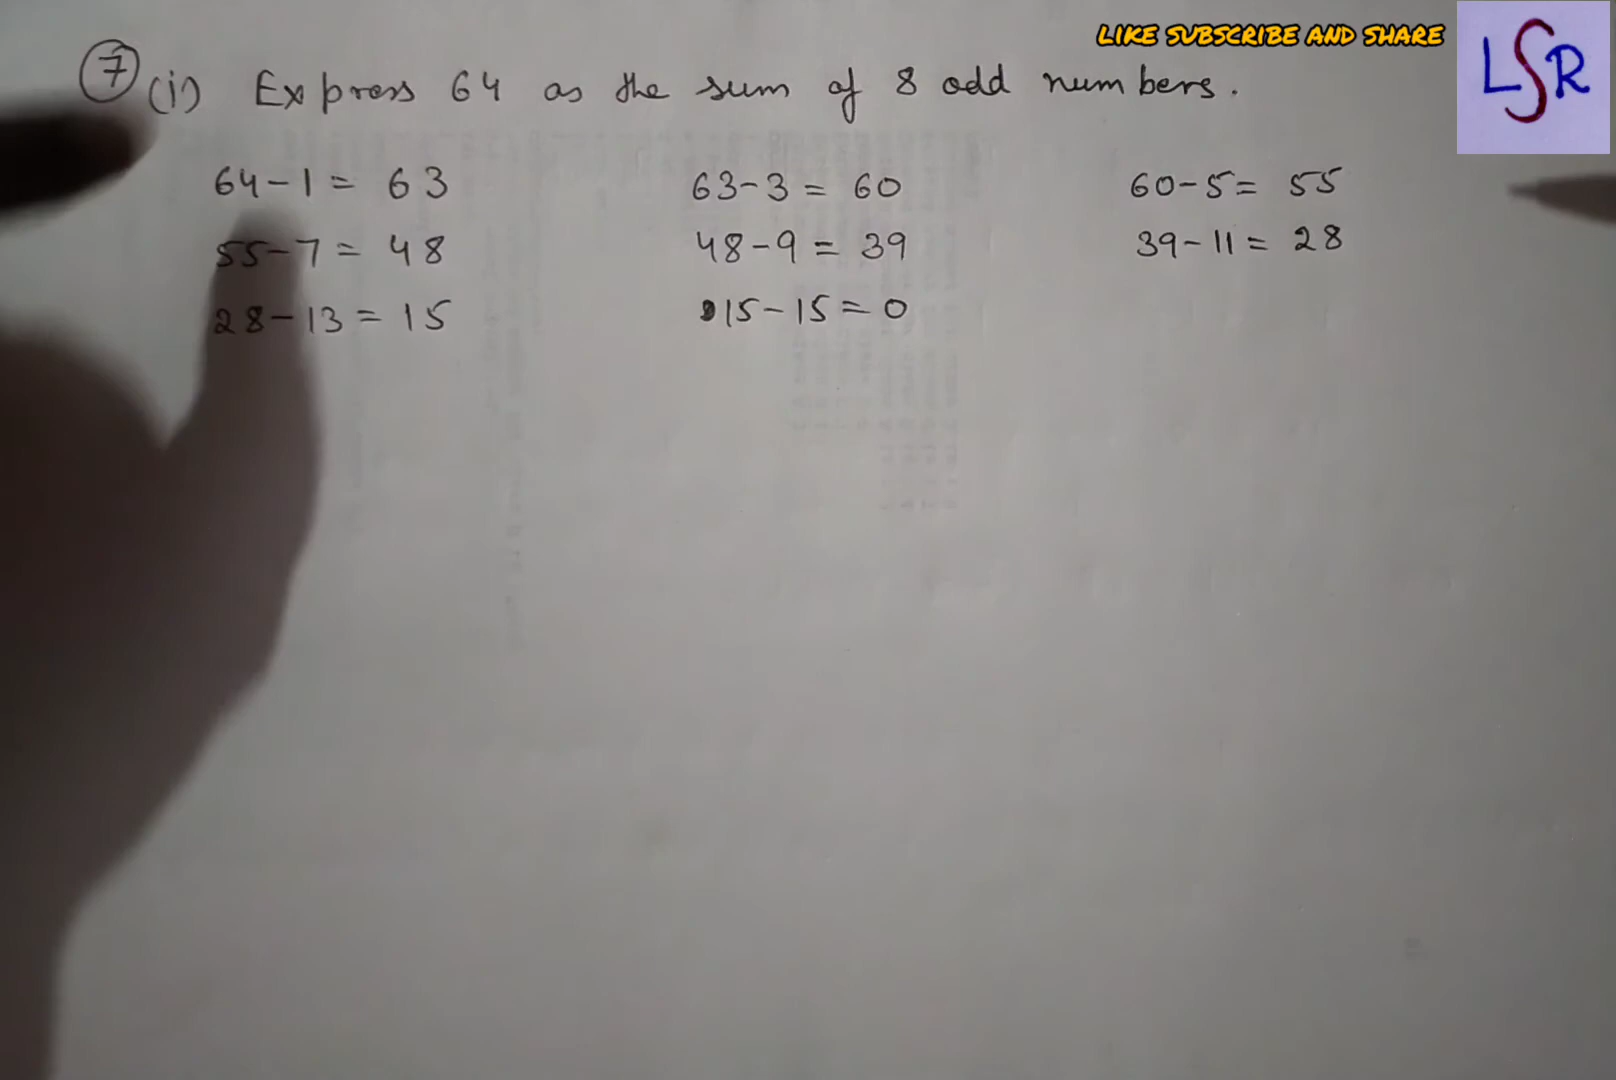 LIKE SUBSCRIBE AND SHARE
LSR
7 (i) Express 64 as the sum of 8 odd numbers.
64-1 = 63 63-3 = 60 60-5 = 55
55-7 = 48 48-9 = 39 39-11 = 28
28-13 = 15 15-15 = 0